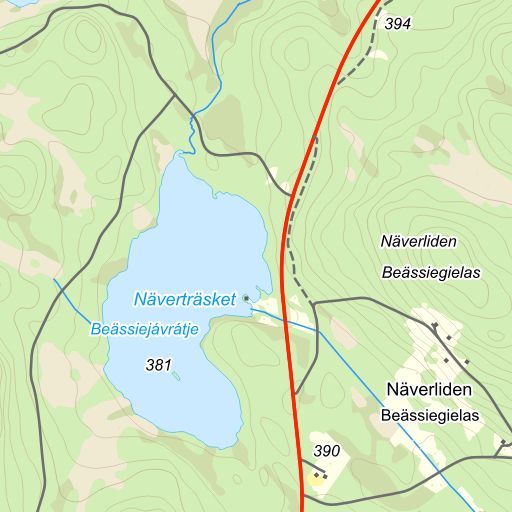 394
Näverliden
Beässiegielas
Näverträsket
Beässiejávrátje
381
Näverliden
Beässiegielas
390